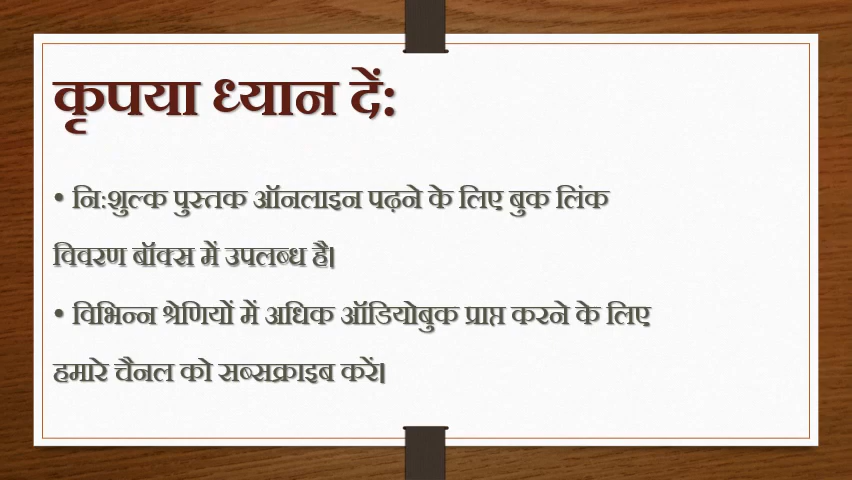 कृपया ध्यान दें:
• नि:शुल्क पुस्तक ऑनलाइन पढ़ने के लिए बुक लिंक
विवरण बॉक्स में उपलब्ध है|
• विभिन्न श्रेणियों में अधिक ऑडियोबुक प्राप्त करने के लिए
हमारे चैनल को सब्सक्राइब करें|